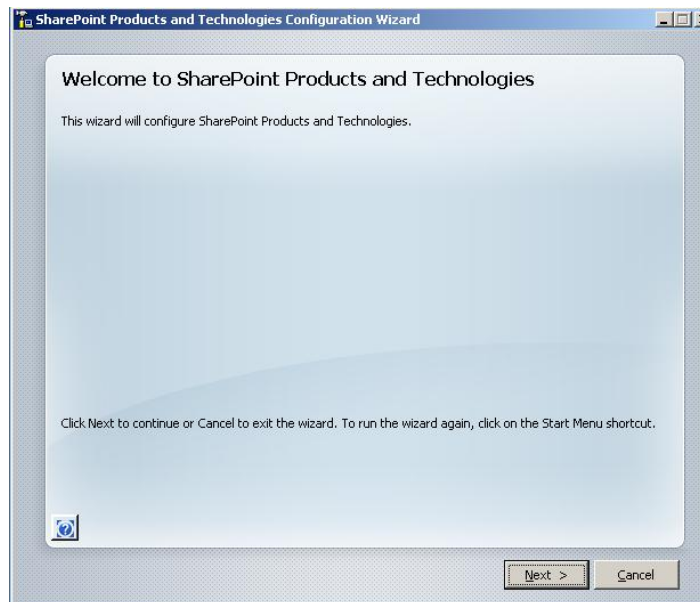 SharePoint Products and Technologies Configuration Wizard
Welcome to SharePoint Products and Technologies
This wizard will configure SharePoint Products and Technologies.
Click Next to continue or Cancel to exit the wizard. To run the wizard again, click on the Start Menu shortcut.
Next >
Cancel